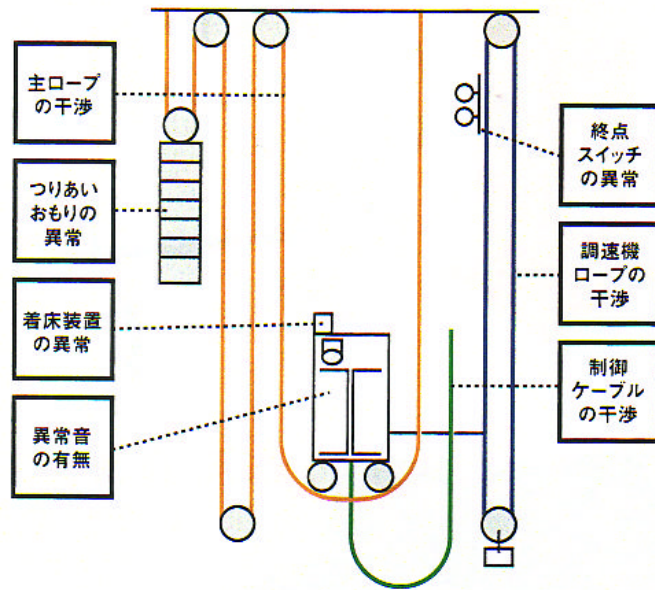 主ロープ
の干渉
つりあい
おもりの
異常
着床装置
の異常
異常音
の有無
終点
スイッチ
の異常
調速機
ロープの
干渉
制御
ケーブル
の干渉